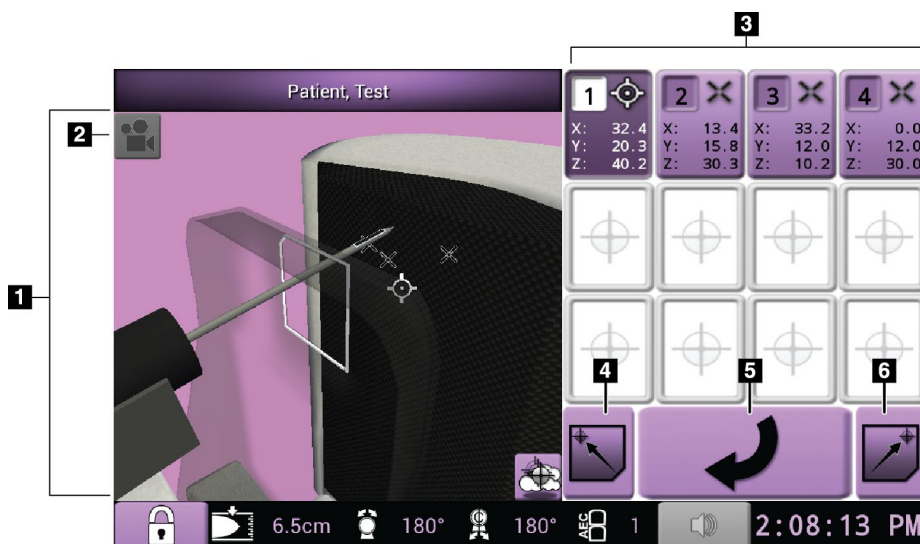 3
Patient, Test
1 2 3 4
X: 32.4 X: 13.4 X: 33.2 X: 0.0
Y: 20.3 Y: 15.8 Y: 12.0 Y: 12.0
Z: 40.2 Z: 30.3 Z: 10.2 Z: 30.0
2
1
4 5 6
6.5cm 180° C 180° AEC 1 2:08:13 PM